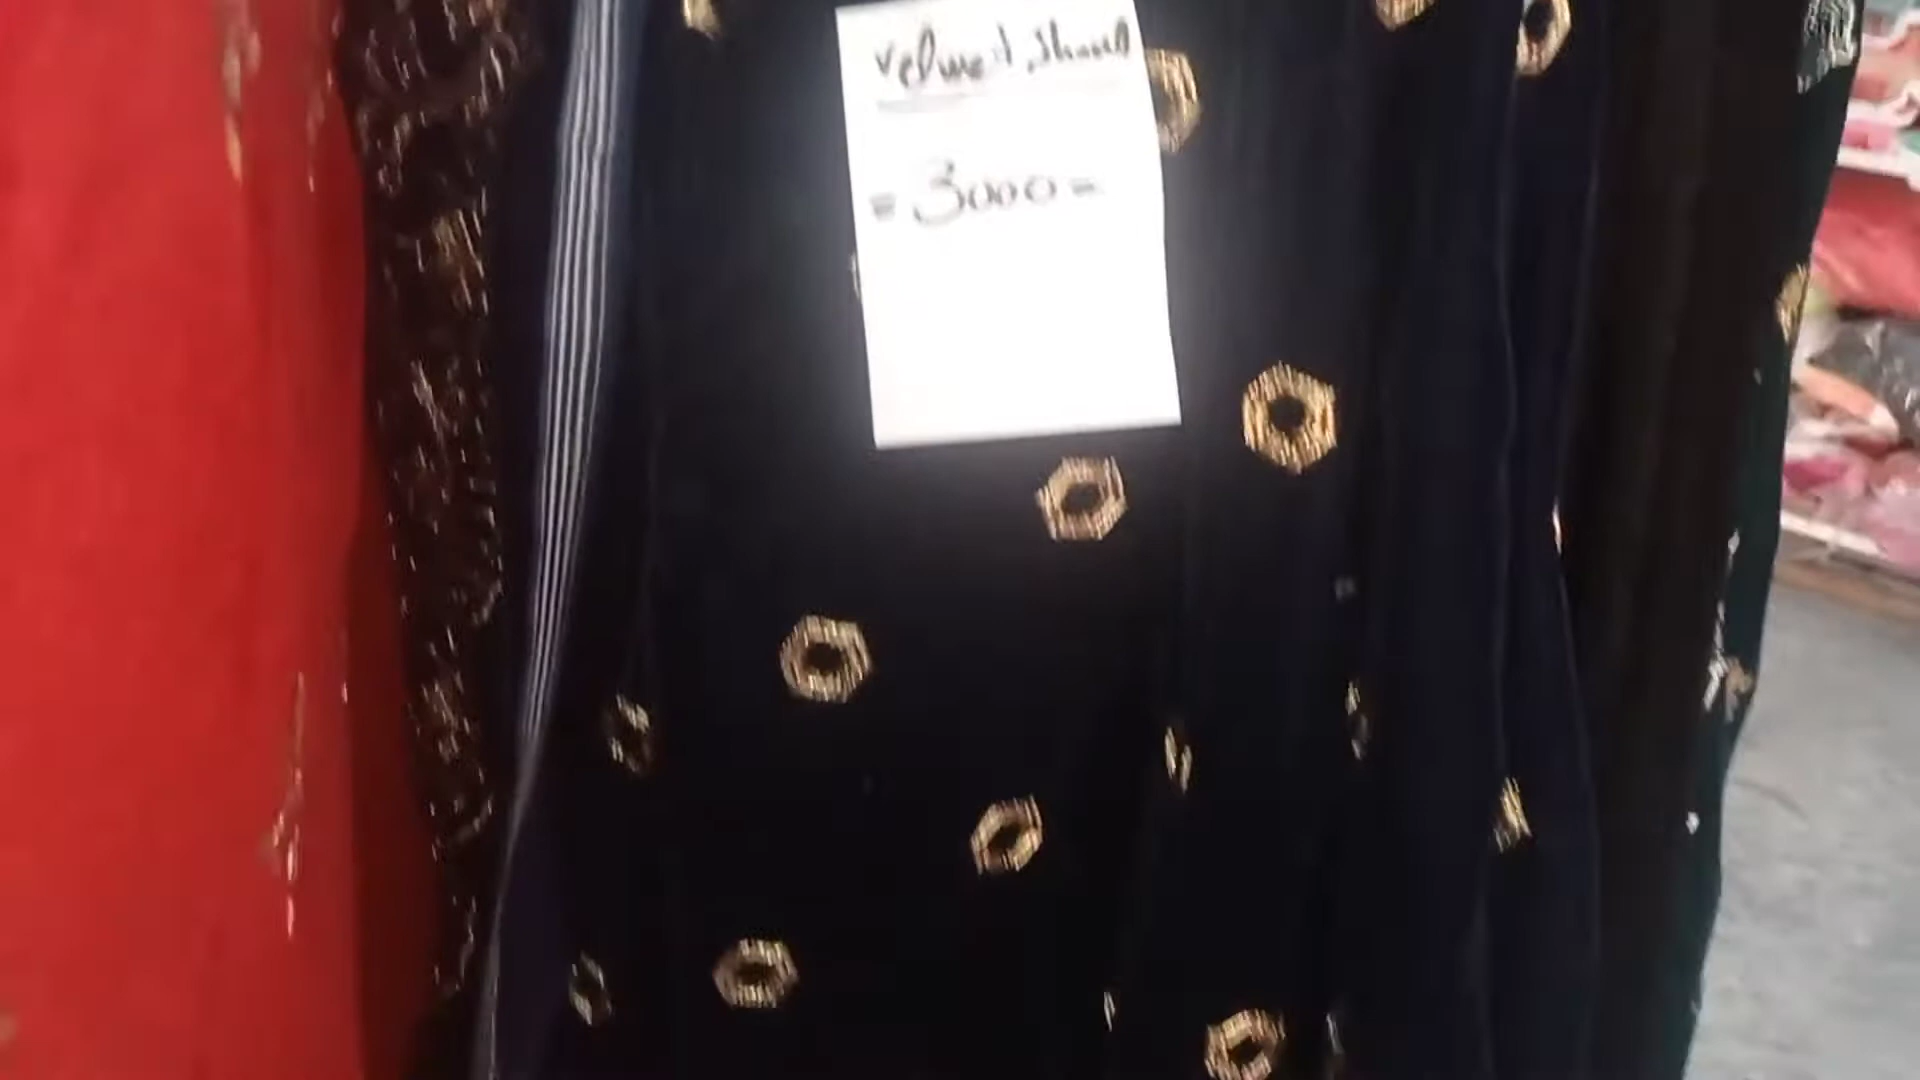 velvet shawl
= 3000 =